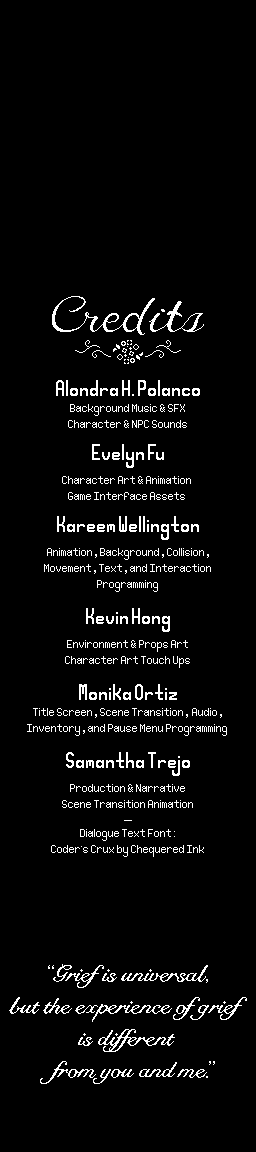 Credits
Alondra H. Polanco
Background Music & SFX
Character & NPC Sounds
Evelyn Fu
Character Art & Animation
Game Interface Assets
Kareem Wellington
Animation, Background, Collision,
Movement, Text, and Interaction
Programming
Kevin Hong
Environment & Props Art
Character Art Touch Ups
Monika Ortiz
Title Screen, Scene Transition, Audio,
Inventory, and Pause Menu Programming
Samantha Trejo
Production & Narrative
Scene Transition Animation
—
Dialogue Text Font:
Coder's Crux by Chequered Ink
“Grief is universal,
but the experience of grief
is different
from you and me.”